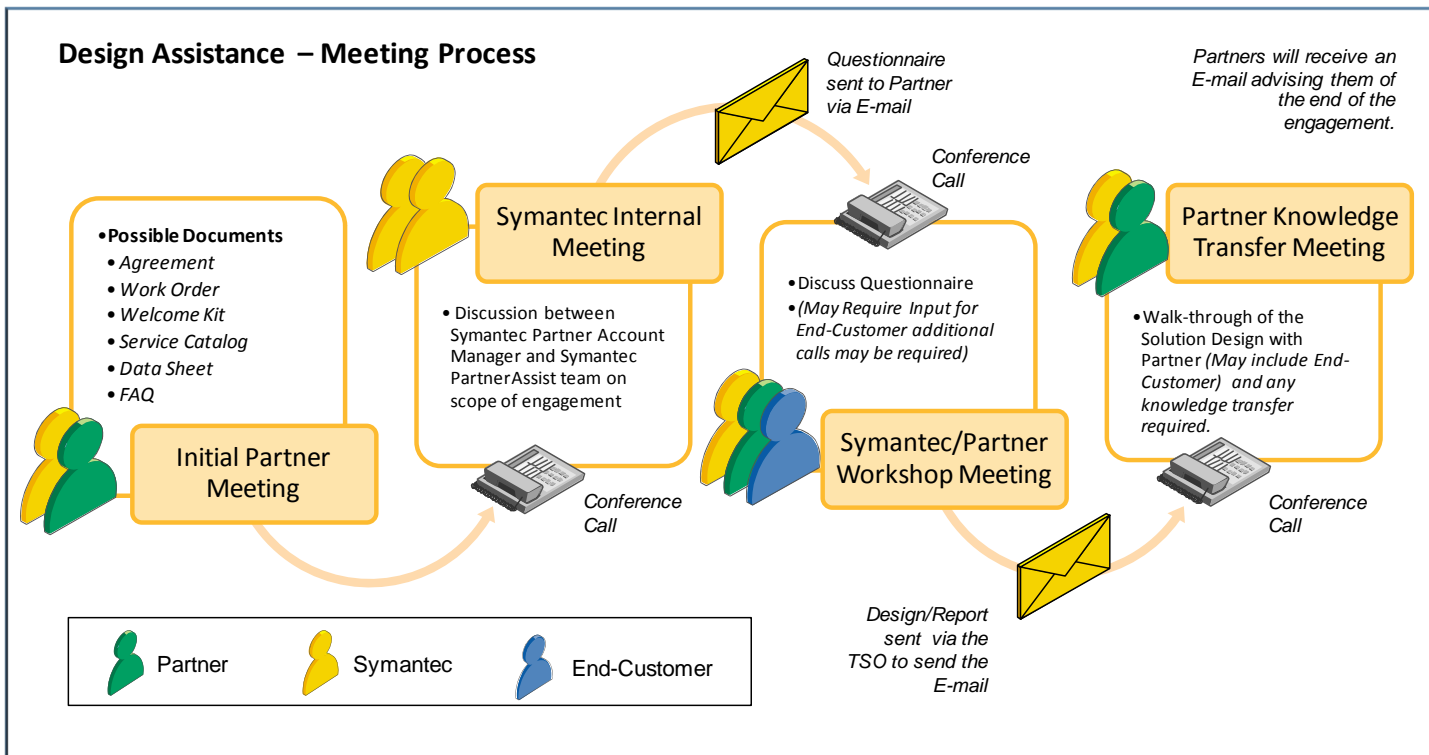 Design Assistance – Meeting Process
Questionnaire
sent to Partner
via E-mail
Partners will receive an
E-mail advising them of
the end of the
engagement.
•Possible Documents
• Agreement
• Work Order
• Welcome Kit
• Service Catalog
• Data Sheet
• FAQ
Initial Partner
Meeting
Symantec Internal
Meeting
• Discussion between
Symantec Partner Account
Manager and Symantec
PartnerAssist team on
scope of engagement
Conference
Call
Conference
Call
•Discuss Questionnaire
•(May Require Input for
End-Customer additional
calls may be required)
Symantec/Partner
Workshop Meeting
Partner Knowledge
Transfer Meeting
•Walk-through of the
Solution Design with
Partner (May include End-
Customer) and any
knowledge transfer
required.
Conference
Call
Design/Report
sent via the
TSO to send the
E-mail
Partner
Symantec
End-Customer